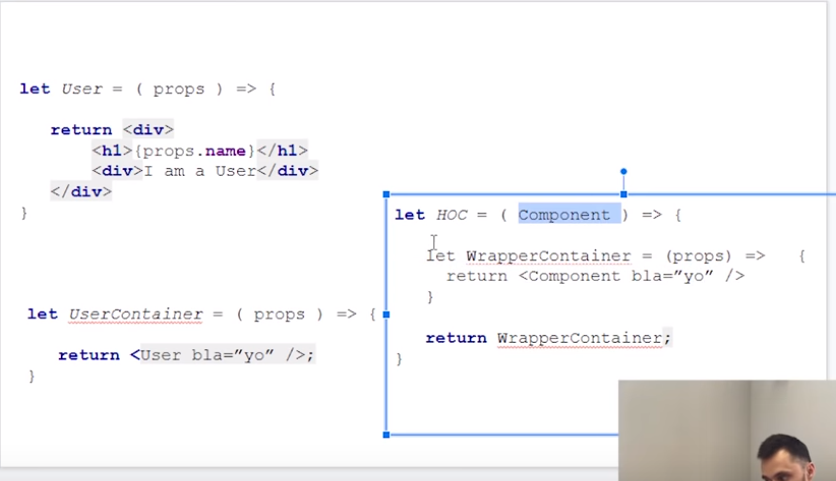 let User = ( props ) => {
return <div>
<h1>{props.name}</h1>
<div>I am a User</div>
</div>
}
let UserContainer = ( props ) => {
return <User bla=”yo” />;
}
let HOC = ( Component ) => {
let WrapperContainer = (props) => {
return <Component bla=”yo” />
}
return WrapperContainer;
}